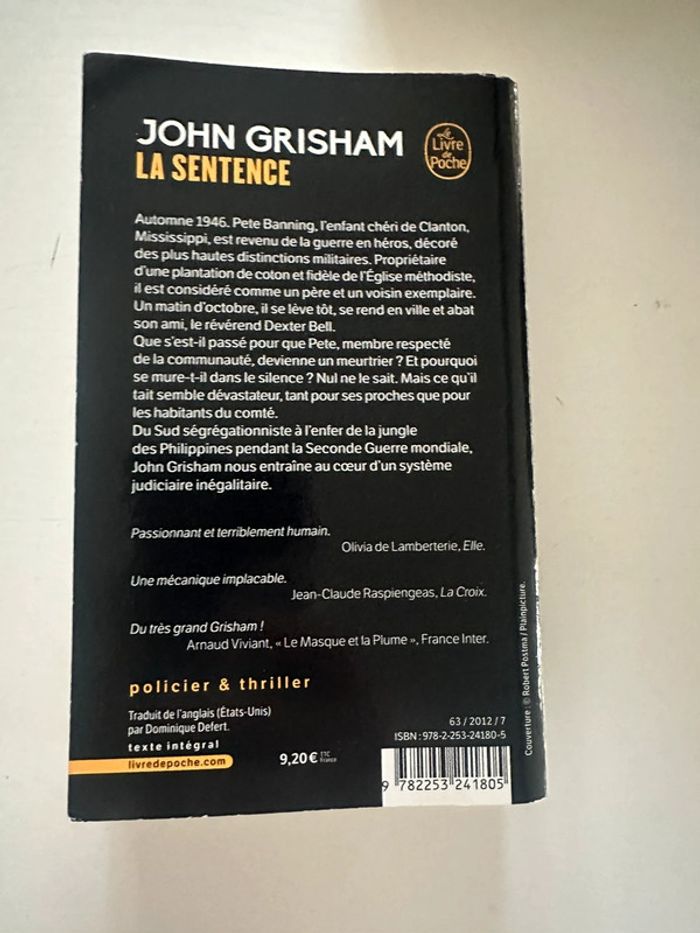 JOHN GRISHAM
LA SENTENCE
Le
Livre
de
Poche
Automne 1946. Pete Banning, l'enfant chéri de Clanton,
Mississippi, est revenu de la guerre en héros, décoré
des plus hautes distinctions militaires. Propriétaire
d'une plantation de coton et fidèle de l'Église méthodiste,
il est considéré comme un père et un voisin exemplaire.
Un matin d'octobre, il se lève tôt, se rend en ville et abat
son ami, le révérend Dexter Bell.
Que s'est-il passé pour que Pete, membre respecté
de la communauté, devienne un meurtrier ? Et pourquoi
se mure-t-il dans le silence ? Nul ne le sait. Mais ce qu'il
tait semble dévastateur, tant pour ses proches que pour
les habitants du comté.
Du Sud ségrégationniste à l'enfer de la jungle
des Philippines pendant la Seconde Guerre mondiale,
John Grisham nous entraîne au cœur d'un système
judiciaire inégalitaire.
Passionnant et terriblement humain.
Olivia de Lamberterie, Elle.
Une mécanique implacable.
Jean-Claude Raspiengeas, La Croix.
Du très grand Grisham !
Arnaud Viviant, « Le Masque et la Plume », France Inter.
policier & thriller
Traduit de l'anglais (États-Unis)
par Dominique Defert.
texte intégral
livredepoche.com
9,20 € TTC
France
63 / 2012 / 7
ISBN : 978-2-253-24180-5
9 782253 241805
Couverture : © Robert Postma / Plainpicture.